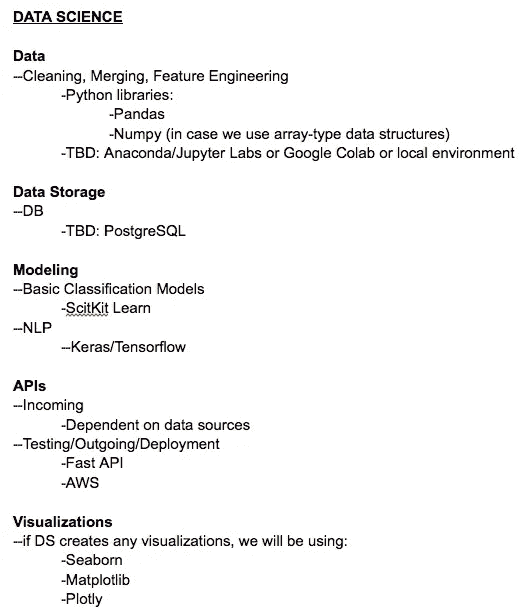 DATA SCIENCE
Data
--Cleaning, Merging, Feature Engineering
-Python libraries:
-Pandas
-Numpy (in case we use array-type data structures)
-TBD: Anaconda/Jupyter Labs or Google Colab or local environment
Data Storage
--DB
-TBD: PostgreSQL
Modeling
--Basic Classification Models
-ScitKit Learn
--NLP
--Keras/Tensorflow
APIs
--Incoming
-Dependent on data sources
--Testing/Outgoing/Deployment
-Fast API
-AWS
Visualizations
--if DS creates any visualizations, we will be using:
-Seaborn
-Matplotlib
-Plotly